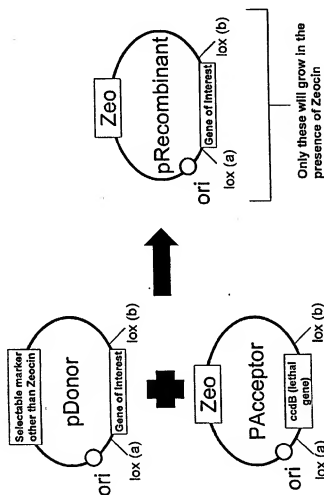 Selectable marker
other than Zeocin
pDonor
ori
Gene of Interest
lox (a)
lox (b)
Zeo
PAcceptor
ori
ccdB (lethal
gene)
lox (a)
lox (b)
Zeo
pRecombinant
ori
Gene of Interest
lox (a)
lox (b)
Only these will grow in the
presence of Zeocin